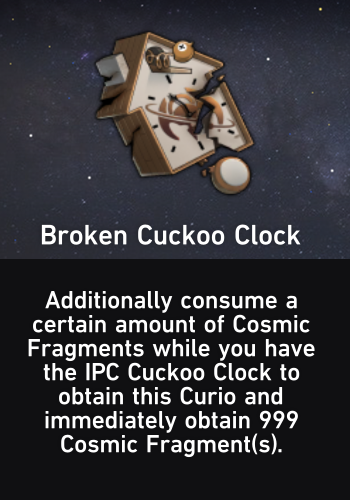 Broken Cuckoo Clock
Additionally consume a
certain amount of Cosmic
Fragments while you have
the IPC Cuckoo Clock to
obtain this Curio and
immediately obtain 999
Cosmic Fragment(s).